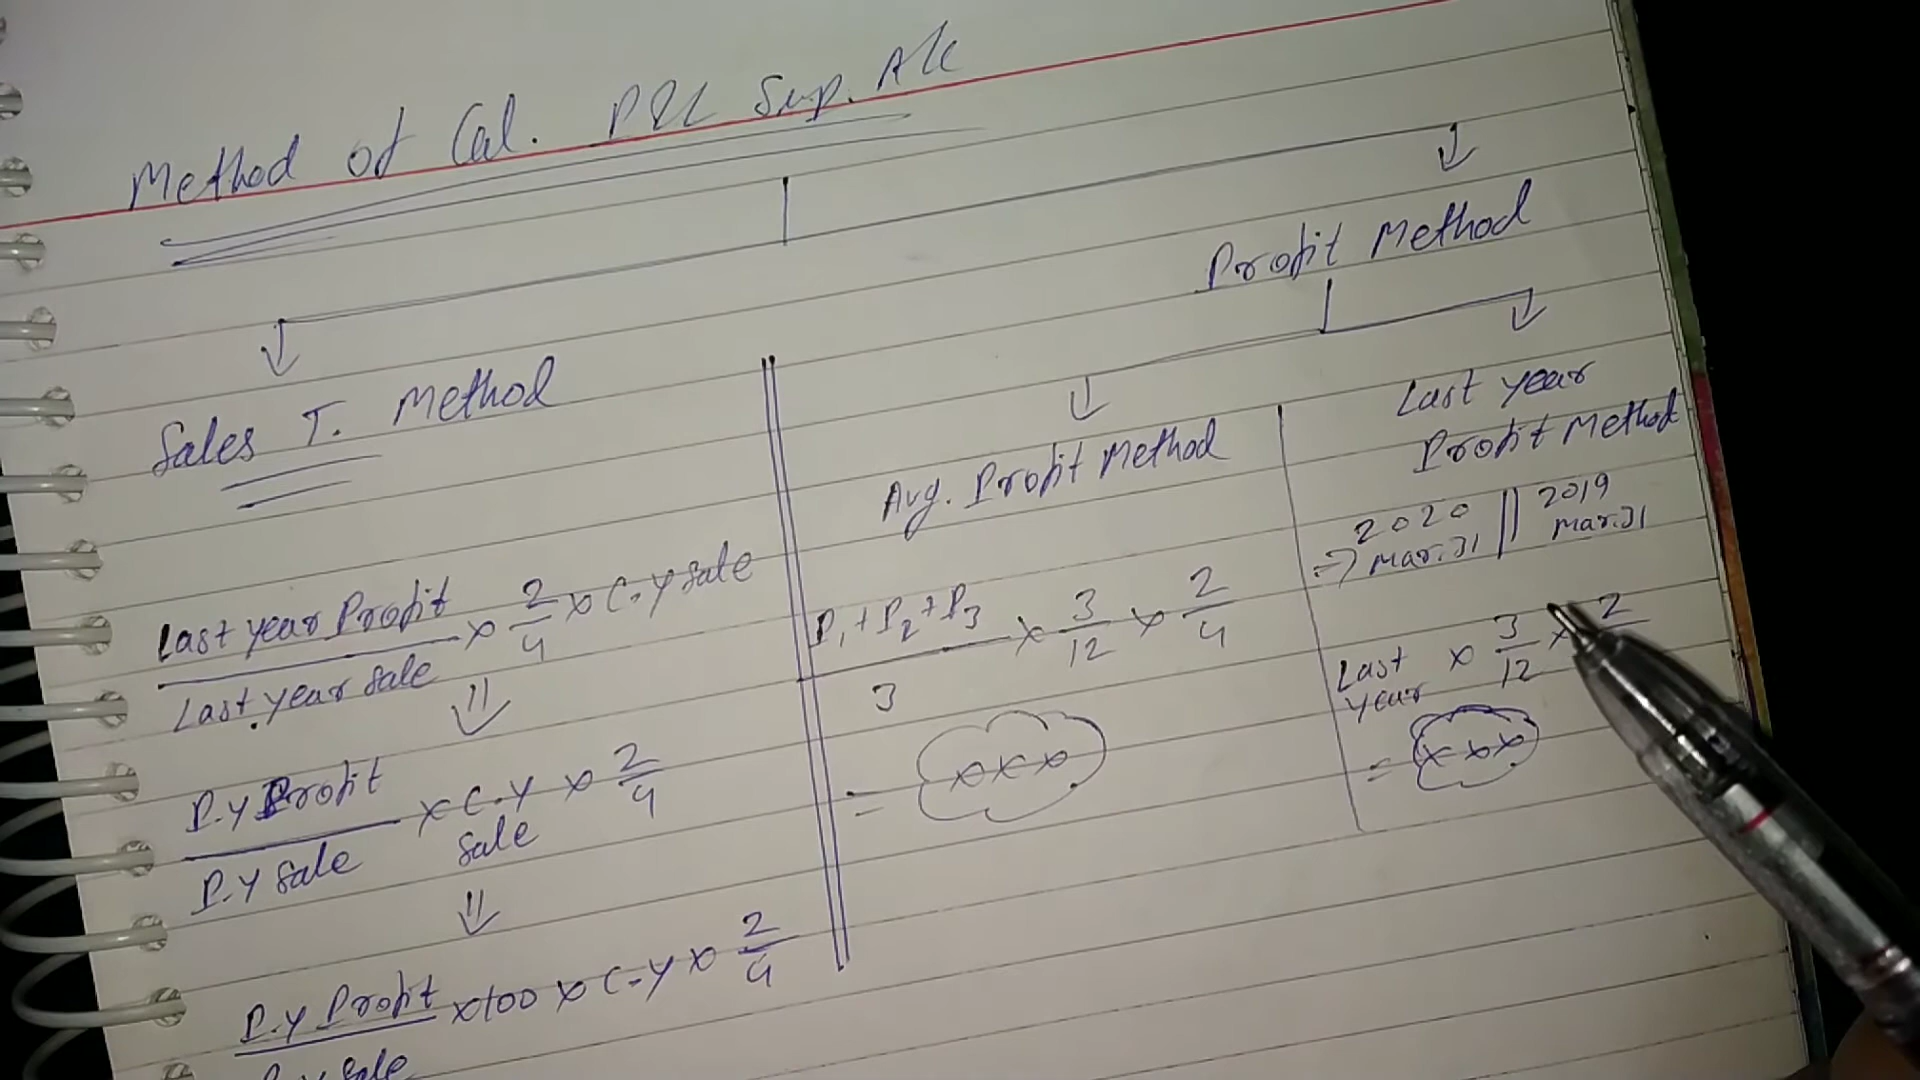 Method of Cal. P&L Sup. A/c
Profit Method
Sales T. Method
Avg. Profit Method
Last year
Profit Method
2020 || 2019
=> Mar.31 Mar.31
Last year Profit × 2/4 × C.Y sale
Last year sale
P1+P2+P3 × 3/12 × 2/4
3
Last × 3/12 × 2
year
= ×××
= ×××
P.Y Profit × C.Y × 2/4
P.Y Sale Sale
P.Y Profit ×100 × C.Y × 2/4
Sale